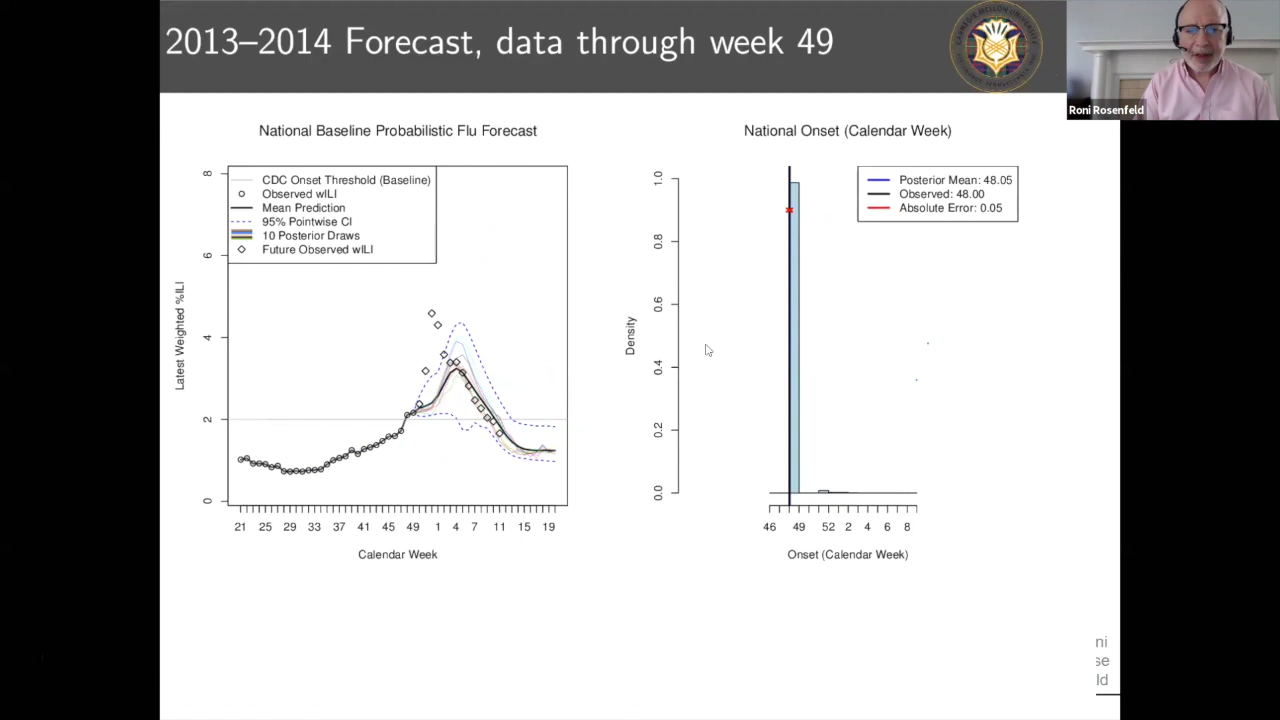 2013–2014 Forecast, data through week 49
Roni Rosenfeld
National Baseline Probabilistic Flu Forecast
CDC Onset Threshold (Baseline)
Observed wILI
Mean Prediction
95% Pointwise CI
10 Posterior Draws
Future Observed wILI
Latest Weighted %ILI
8
6
4
2
0
21 25 29 33 37 41 45 49 1 4 7 11 15 19
Calendar Week
National Onset (Calendar Week)
Posterior Mean: 48.05
Observed: 48.00
Absolute Error: 0.05
Density
1.0
0.8
0.6
0.4
0.2
0.0
46 49 52 2 4 6 8
Onset (Calendar Week)
ni
se
ld